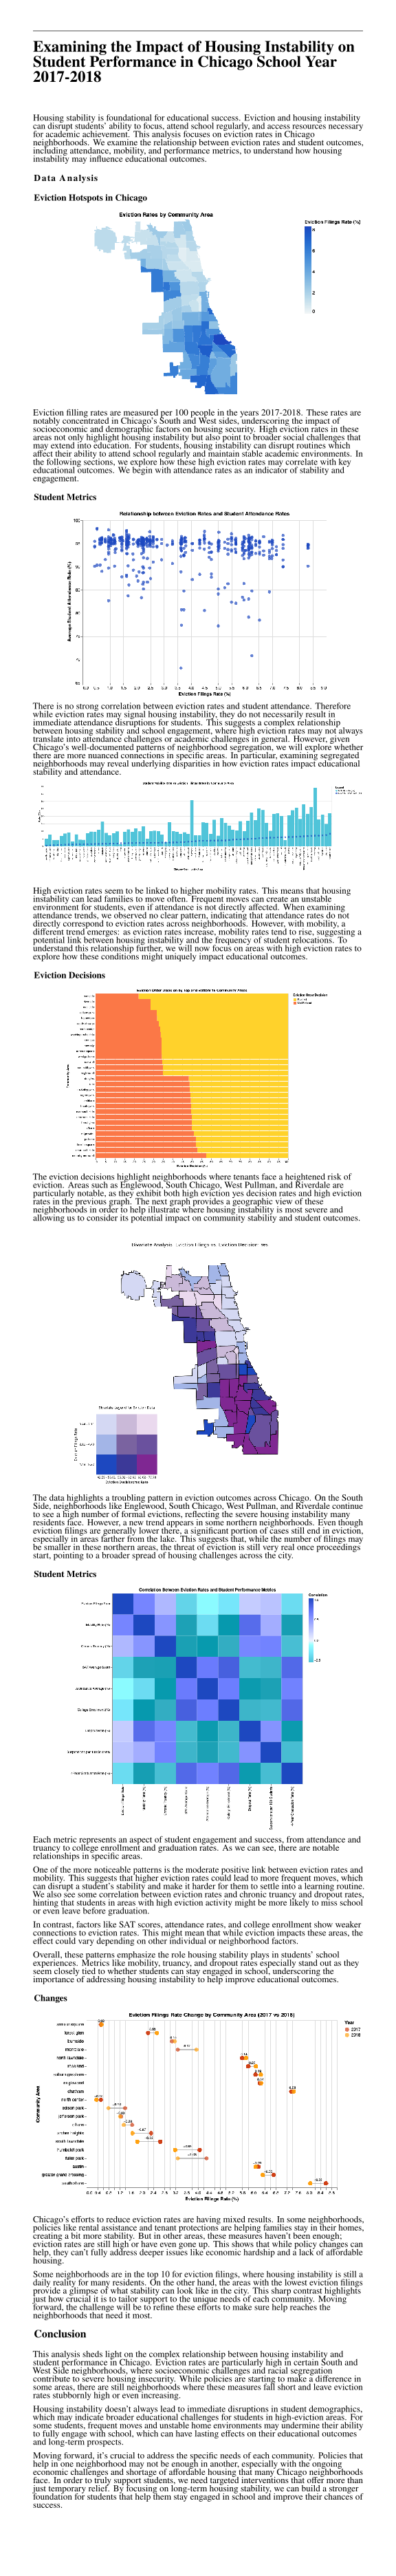 Examining the Impact of Housing Instability on
Student Performance in Chicago School Year
2017-2018
Housing stability is foundational for educational success. Eviction and housing instability
can disrupt students' ability to focus, attend school regularly, and access resources necessary
for academic achievement. This analysis focuses on eviction rates in Chicago
neighborhoods. We examine the relationship between eviction rates and student outcomes,
including attendance, mobility, and performance metrics, to understand how housing
instability may influence educational outcomes.
Data Analysis
Eviction Hotspots in Chicago
Eviction Rates by Community Area
Eviction Filings Rate (%)
8
6
4
2
0
Eviction filling rates are measured per 100 people in the years 2017-2018. These rates are
notably concentrated in Chicago's South and West sides, underscoring the impact of
socioeconomic and demographic factors on housing security. High eviction rates in these
areas not only highlight housing instability but also point to broader social challenges that
may extend into education. For students, housing instability can disrupt routines which
affect their ability to attend school regularly and maintain stable academic environments. In
the following sections, we explore how these high eviction rates may correlate with key
educational outcomes. We begin with attendance rates as an indicator of stability and
engagement.
Student Metrics
Relationship between Eviction Rates and Student Attendance Rates
Average Student Attendance Rate (%)
Eviction Filings Rate (%)
There is no strong correlation between eviction rates and student attendance. Therefore
while eviction rates may signal housing instability, they do not necessarily result in
immediate attendance disruptions for students. This suggests a complex relationship
between housing stability and school engagement, where high eviction rates may not always
translate into attendance challenges or academic challenges in general. However, given
Chicago's well-documented patterns of neighborhood segregation, we will explore whether
there are more nuanced connections in specific areas. In particular, examining segregated
neighborhoods may reveal underlying disparities in how eviction rates impact educational
stability and attendance.
High eviction rates seem to be linked to higher mobility rates. This means that housing
instability can lead families to move often. Frequent moves can create an unstable
environment for students, even if attendance is not directly affected. When examining
attendance trends, we observed no clear pattern, indicating that attendance rates do not
directly correspond to eviction rates across neighborhoods. However, with mobility, a
different trend emerges: as eviction rates increase, mobility rates tend to rise, suggesting a
potential link between housing instability and the frequency of student relocations. To
understand this relationship further, we will now focus on areas with high eviction rates to
explore how these conditions might uniquely impact educational outcomes.
Eviction Decisions
The eviction decisions highlight neighborhoods where tenants face a heightened risk of
eviction. Areas such as Englewood, South Chicago, West Pullman, and Riverdale are
particularly notable, as they exhibit both high eviction yes decision rates and high eviction
rates in the previous graph. The next graph provides a geographic view of these
neighborhoods in order to help illustrate where housing instability is most severe and
allowing us to consider its potential impact on community stability and student outcomes.
Bivariate Analysis: Eviction Filings vs. Eviction Decision Yes
The data highlights a troubling pattern in eviction outcomes across Chicago. On the South
Side, neighborhoods like Englewood, South Chicago, West Pullman, and Riverdale continue
to see a high number of formal evictions, reflecting the severe housing instability many
residents face. However, a new trend appears in some northern neighborhoods. Even though
eviction filings are generally lower there, a significant portion of cases still end in eviction,
especially in areas further from the lake. This suggests that, while the number of filings may
be smaller in these northern areas, the threat of eviction is still very real once proceedings
start, pointing to a broader spread of housing challenges across the city.
Student Metrics
Correlation Between Eviction Rates and Student Performance Metrics
Correlation
Each metric represents an aspect of student engagement and success, from attendance and
truancy to college enrollment and graduation rates. As we can see, there are notable
relationships in specific areas.
One of the more noticeable patterns is the moderate positive link between eviction rates and
mobility. This suggests that higher eviction rates could lead to more frequent moves, which
can disrupt a student's stability and make it harder for them to settle into a learning routine.
We also see some correlation between eviction rates and chronic truancy and dropout rates,
hinting that students in areas with high eviction activity might be more likely to miss school
or even leave before graduation.
In contrast, factors like SAT scores, attendance rates, and college enrollment show weaker
connections to eviction rates. This might mean that while eviction impacts these areas, the
effect could vary depending on other individual or neighborhood factors.
Overall, these patterns emphasize the role housing stability plays in students' school
experiences. Metrics like mobility, truancy, and dropout rates especially stand out as they
seem closely tied to whether students can stay engaged in school, underscoring the
importance of addressing housing instability to help improve educational outcomes.
Changes
Eviction Filings Rate Change by Community Area (2017 vs 2018)
Year
2017
2018
Community Area
Eviction Filings Rate (%)
Chicago's efforts to reduce eviction rates are having mixed results. In some neighborhoods,
policies like rental assistance and tenant protections are helping families stay in their homes,
creating a bit more stability. But in other areas, these measures haven't been enough;
eviction rates are still high or have even gone up. This shows that while policy changes can
help, they can't fully address deeper issues like economic hardship and a lack of affordable
housing.
Some neighborhoods are in the top 10 for eviction filings, where housing instability is still a
daily reality for many residents. On the other hand, the areas with the lowest eviction filings
provide a glimpse of what stability can look like in the city. This sharp contrast highlights
just how crucial it is to tailor support to the unique needs of each community. Moving
forward, the challenge will be to refine these efforts to make sure help reaches the
neighborhoods that need it most.
Conclusion
This analysis sheds light on the complex relationship between housing instability and
student performance in Chicago. Eviction rates are particularly high in certain South and
West Side neighborhoods, where socioeconomic challenges and racial segregation
contribute to severe housing insecurity. While policies are starting to make a difference in
some areas, there are still neighborhoods where these measures fall short and leave eviction
rates stubbornly high or even increasing.
Housing instability doesn't always lead to immediate disruptions in student demographics,
which may indicate broader educational challenges for students in high-eviction areas. For
some students, frequent moves and unstable home environments may undermine their ability
to fully engage with school, which can have lasting effects on their educational outcomes
and long-term prospects.
Moving forward, it's crucial to address the specific needs of each community. Policies that
help in one neighborhood may not be enough in another, especially with the ongoing
economic challenges and shortage of affordable housing that many Chicago neighborhoods
face. In order to truly support students, we need targeted interventions that offer more than
just temporary relief. By focusing on long-term housing stability, we can build a stronger
foundation for students that help them stay engaged in school and improve their chances of
success.